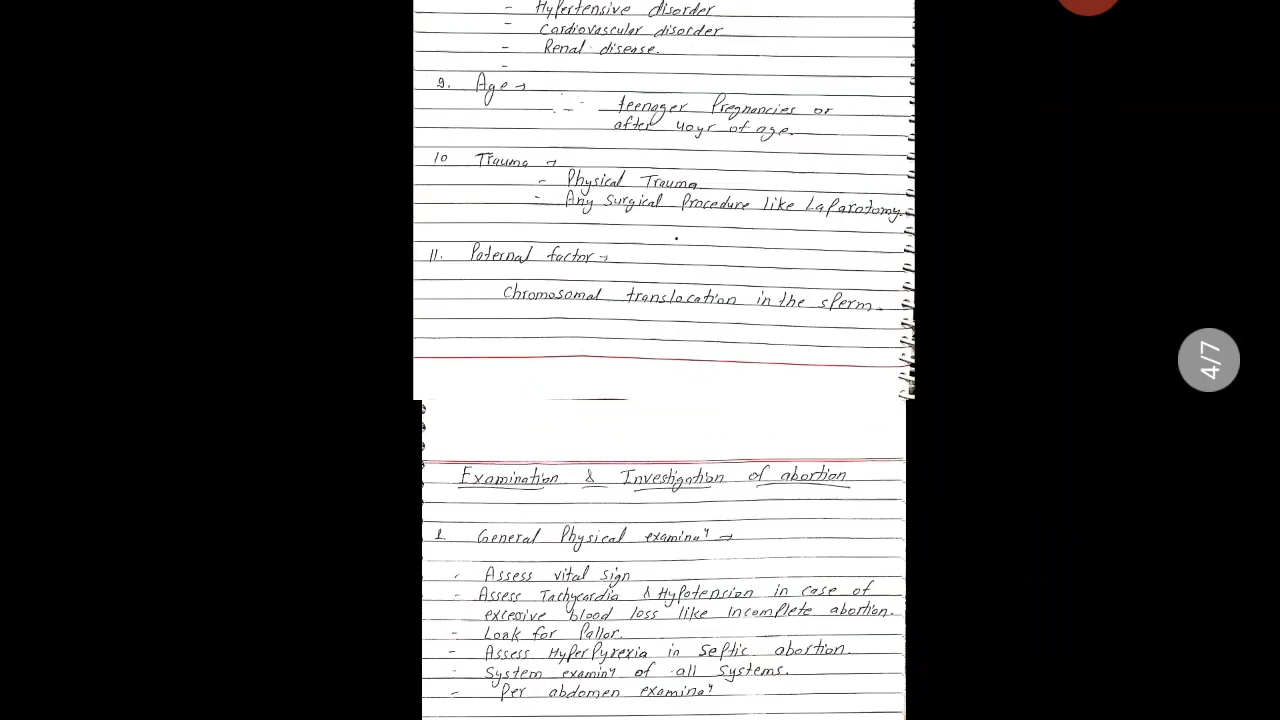 - Hypertensive disorder
- Cardiovascular disorder
- Renal disease.
-
9. Age →
- teenager Pregnancies or
after 40yr of age.
10 Trauma →
- Physical Trauma
- Any Surgical Procedure like Laparotomy.
11. Paternal factor →
Chromosomal translocation in the sperm.
4/7
Examination & Investigation of abortion
1. General Physical examinaⁿ →
- Assess vital sign
- Assess Tachycardia & Hypotension in case of
excesive blood loss like incomplete abortion.
- Look for Pallor.
- Assess HyperPyrexia in Septic abortion.
- System examinⁿ of all systems.
- Per abdomen examinaⁿ